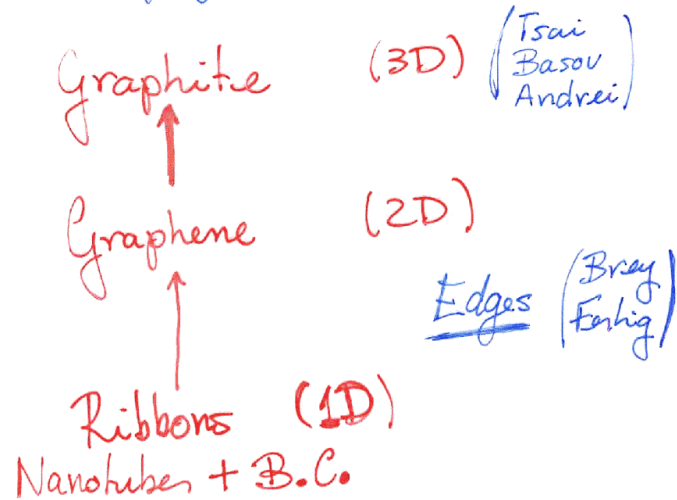 Graphite (3D) (Tsai
Basov
Andrei)
Graphene (2D)
Edges (Brey
Fertig)
Ribbons (1D)
Nanotubes + B.C.